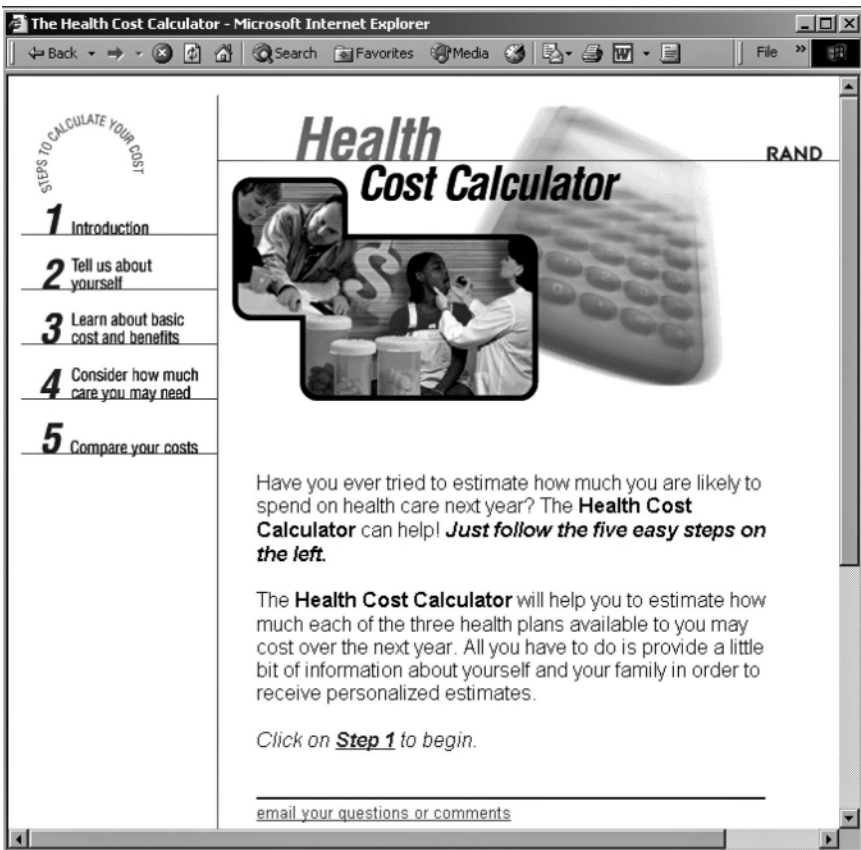 The Health Cost Calculator - Microsoft Internet Explorer
Back Search Favorites Media File »
STEPS TO CALCULATE YOUR COST
1 Introduction
2 Tell us about
yourself
3 Learn about basic
cost and benefits
4 Consider how much
care you may need
5 Compare your costs
Health
RAND
Cost Calculator
Have you ever tried to estimate how much you are likely to
spend on health care next year? The Health Cost
Calculator can help! Just follow the five easy steps on
the left.
The Health Cost Calculator will help you to estimate how
much each of the three health plans available to you may
cost over the next year. All you have to do is provide a little
bit of information about yourself and your family in order to
receive personalized estimates.
Click on Step 1 to begin.
email your questions or comments